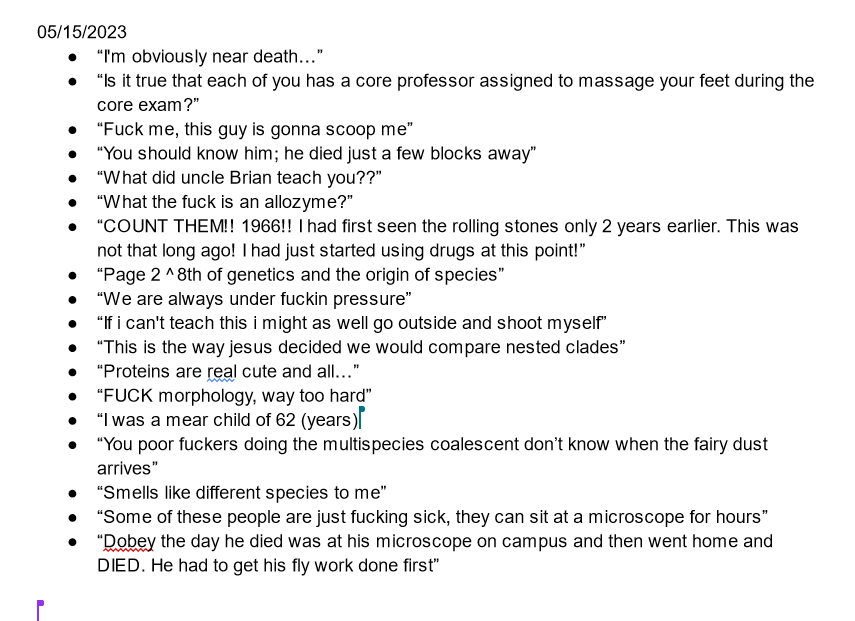 05/15/2023
● “I'm obviously near death…”
● “Is it true that each of you has a core professor assigned to massage your feet during the
core exam?”
● “Fuck me, this guy is gonna scoop me”
● “You should know him; he died just a few blocks away”
● “What did uncle Brian teach you??”
● “What the fuck is an allozyme?”
● “COUNT THEM!! 1966!! I had first seen the rolling stones only 2 years earlier. This was
not that long ago! I had just started using drugs at this point!”
● “Page 2 ^ 8th of genetics and the origin of species”
● “We are always under fuckin pressure”
● “If i can't teach this i might as well go outside and shoot myself”
● “This is the way jesus decided we would compare nested clades”
● “Proteins are real cute and all…”
● “FUCK morphology, way too hard”
● “I was a mear child of 62 (years)
● “You poor fuckers doing the multispecies coalescent don’t know when the fairy dust
arrives”
● “Smells like different species to me”
● “Some of these people are just fucking sick, they can sit at a microscope for hours”
● “Dobey the day he died was at his microscope on campus and then went home and
DIED. He had to get his fly work done first”